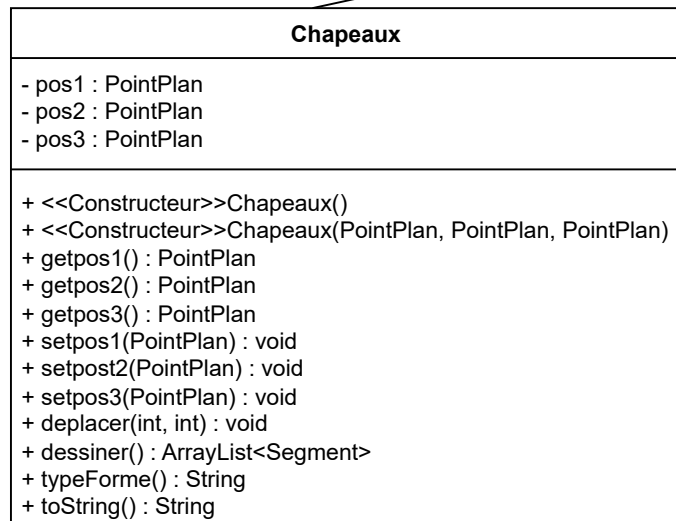 Chapeaux
- pos1 : PointPlan
- pos2 : PointPlan
- pos3 : PointPlan
+ <<Constructeur>>Chapeaux()
+ <<Constructeur>>Chapeaux(PointPlan, PointPlan, PointPlan)
+ getpos1() : PointPlan
+ getpos2() : PointPlan
+ getpos3() : PointPlan
+ setpos1(PointPlan) : void
+ setpost2(PointPlan) : void
+ setpos3(PointPlan) : void
+ deplacer(int, int) : void
+ dessiner() : ArrayList<Segment>
+ typeForme() : String
+ toString() : String